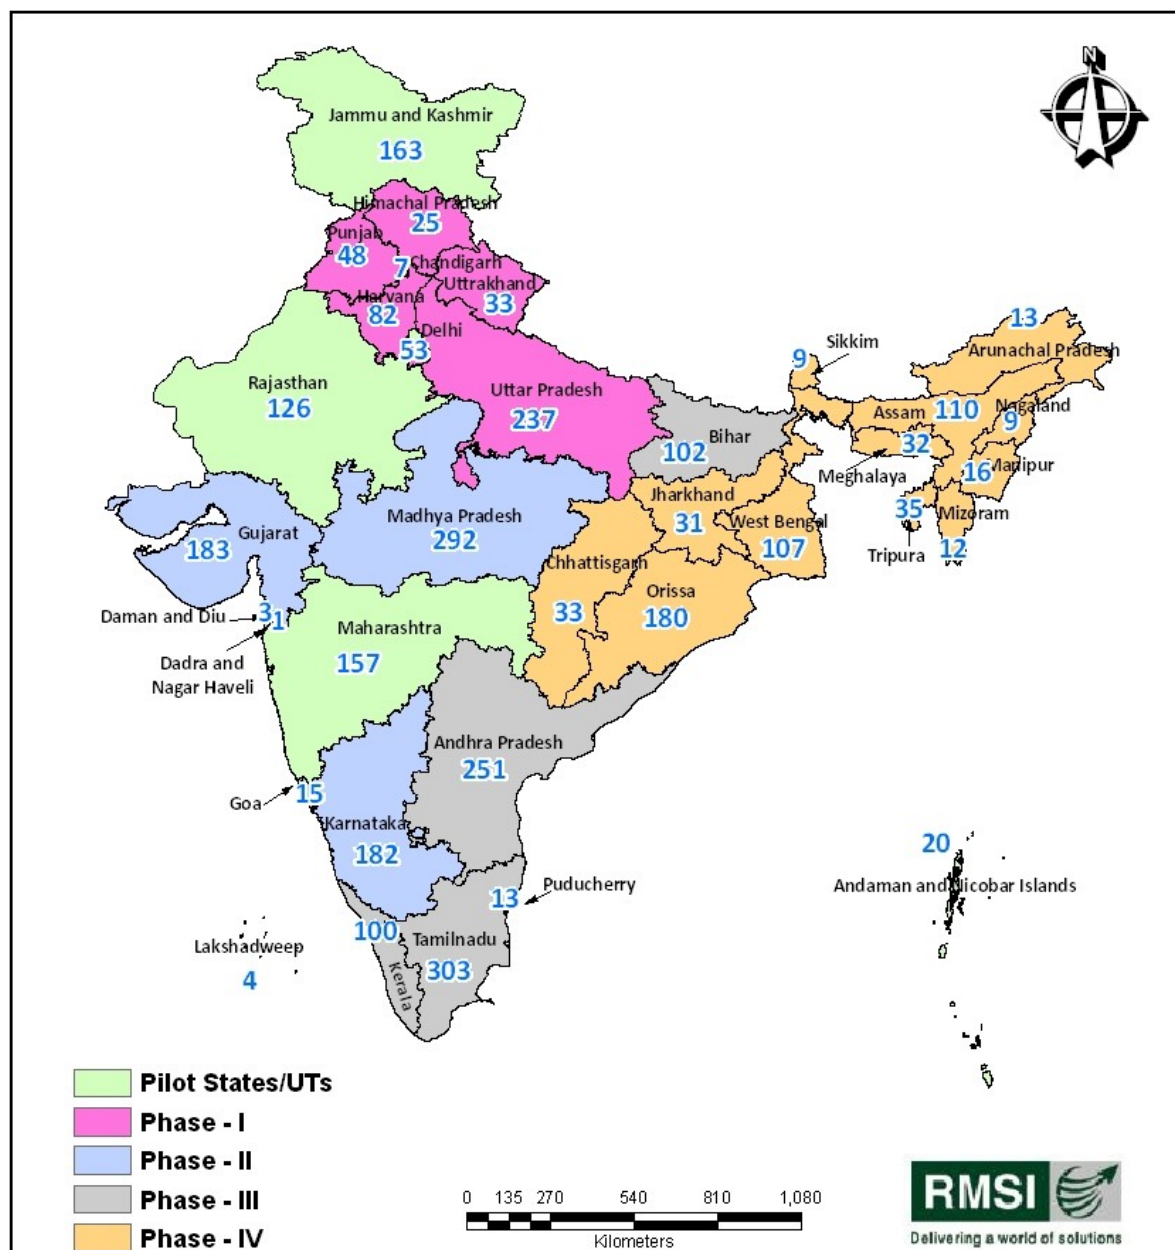 N
Jammu and Kashmir
163
Himachal Pradesh
25
Punjab
48
Chandigarh
7
Uttrakhand
33
Haryana
82
Delhi
53
Rajasthan
126
Uttar Pradesh
237
Bihar
102
Sikkim
9
13
Arunachal Pradesh
Assam
110
Nagaland
9
32
Meghalaya
Manipur
16
35
Tripura
Mizoram
12
Gujarat
183
Madhya Pradesh
292
Jharkhand
31
West Bengal
107
Chhattisgarh
33
Orissa
180
Daman and Diu
3
1
Dadra and
Nagar Haveli
Maharashtra
157
Andhra Pradesh
251
Goa
15
Karnataka
182
Puducherry
13
20
Andaman and Nicobar Islands
Lakshadweep
4
100
Kerala
Tamilnadu
303
Pilot States/UTs
Phase - I
Phase - II
Phase - III
Phase - IV
0 135 270 540 810 1,080
Kilometers
RMSI
Delivering a world of solutions